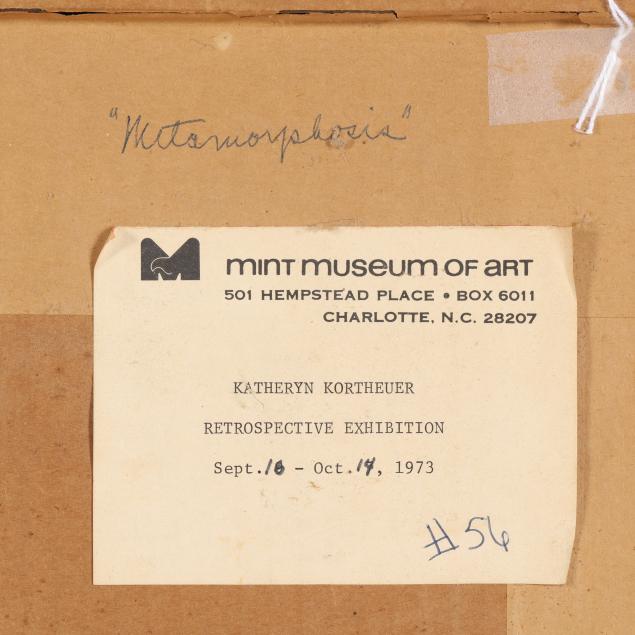 "Metamorphosis"
mint museum of art
501 HEMPSTEAD PLACE • BOX 6011
CHARLOTTE, N.C. 28207
KATHERYN KORTHEUER
RETROSPECTIVE EXHIBITION
Sept.16 - Oct.14, 1973
#56